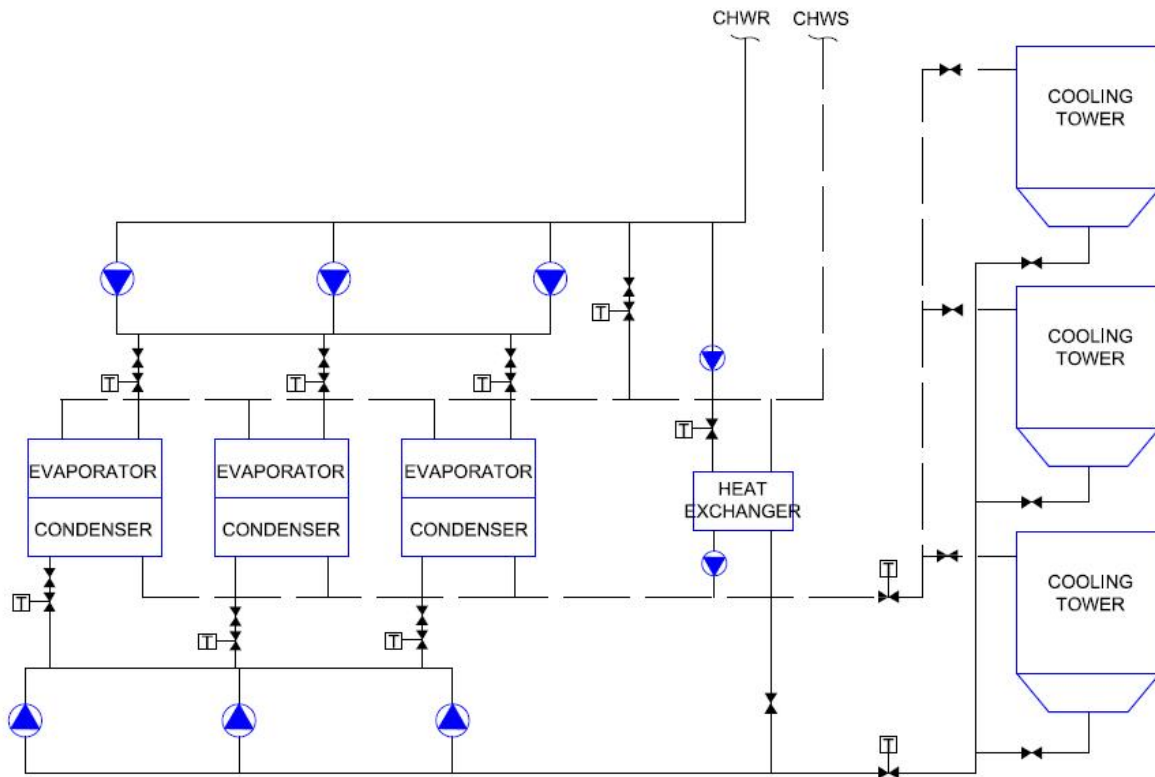 CHWR CHWS
COOLING
TOWER
T
COOLING
TOWER
T T T
T
EVAPORATOR EVAPORATOR EVAPORATOR
HEAT
EXCHANGER
CONDENSER CONDENSER CONDENSER
T
COOLING
TOWER
T
T T
T